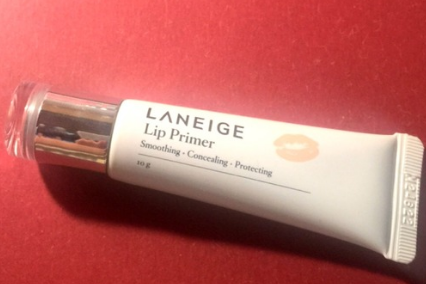 LANEIGE
Lip Primer
Smoothing - Concealing - Protecting
10 g